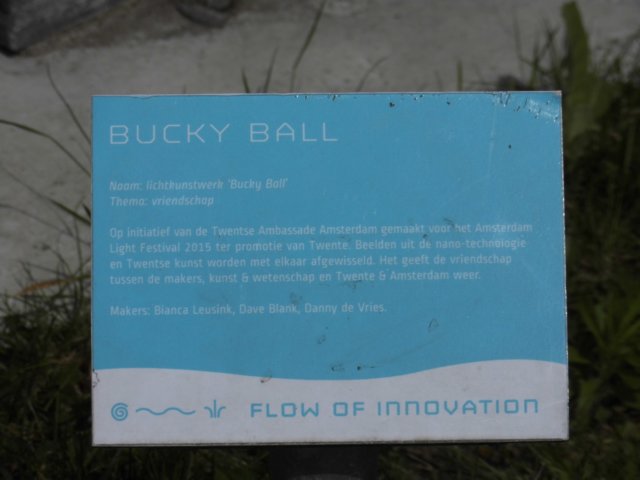 BUCKY BALL
Naam: lichtkunstwerk 'Bucky Ball'
Thema: vriendschap
Op initiatief van de Twentse Ambassade Amsterdam gemaakt voor het Amsterdam
Light Festival 2015 ter promotie van Twente. Beelden uit de nano-technologie
en Twentse kunst worden met elkaar afgewisseld. Het geeft de vriendschap
tussen de makers, kunst & wetenschap en Twente & Amsterdam weer.
Makers: Bianca Leusink, Dave Blank, Danny de Vries.
FLOW OF INNOVATION